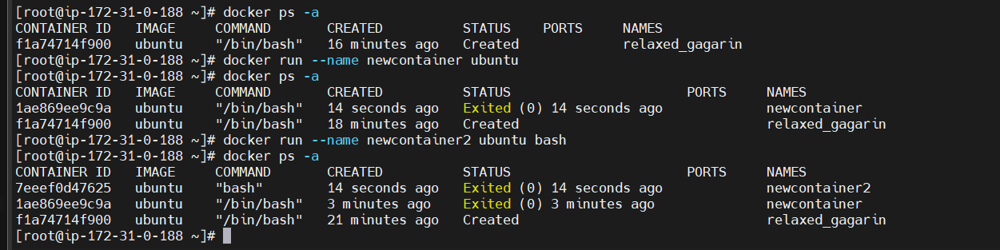 [root@ip-172-31-0-188 ~]# docker ps -a
CONTAINER ID   IMAGE     COMMAND       CREATED          STATUS    PORTS     NAMES
f1a74714f900   ubuntu    "/bin/bash"   16 minutes ago   Created             relaxed_gagarin
[root@ip-172-31-0-188 ~]# docker run --name newcontainer ubuntu
[root@ip-172-31-0-188 ~]# docker ps -a
CONTAINER ID   IMAGE     COMMAND       CREATED          STATUS                      PORTS     NAMES
1ae869ee9c9a   ubuntu    "/bin/bash"   14 seconds ago   Exited (0) 14 seconds ago             newcontainer
f1a74714f900   ubuntu    "/bin/bash"   18 minutes ago   Created                               relaxed_gagarin
[root@ip-172-31-0-188 ~]# docker run --name newcontainer2 ubuntu bash
[root@ip-172-31-0-188 ~]# docker ps -a
CONTAINER ID   IMAGE     COMMAND       CREATED          STATUS                      PORTS     NAMES
7eeef0d47625   ubuntu    "bash"        14 seconds ago   Exited (0) 14 seconds ago             newcontainer2
1ae869ee9c9a   ubuntu    "/bin/bash"   3 minutes ago    Exited (0) 3 minutes ago              newcontainer
f1a74714f900   ubuntu    "/bin/bash"   21 minutes ago   Created                               relaxed_gagarin
[root@ip-172-31-0-188 ~]#